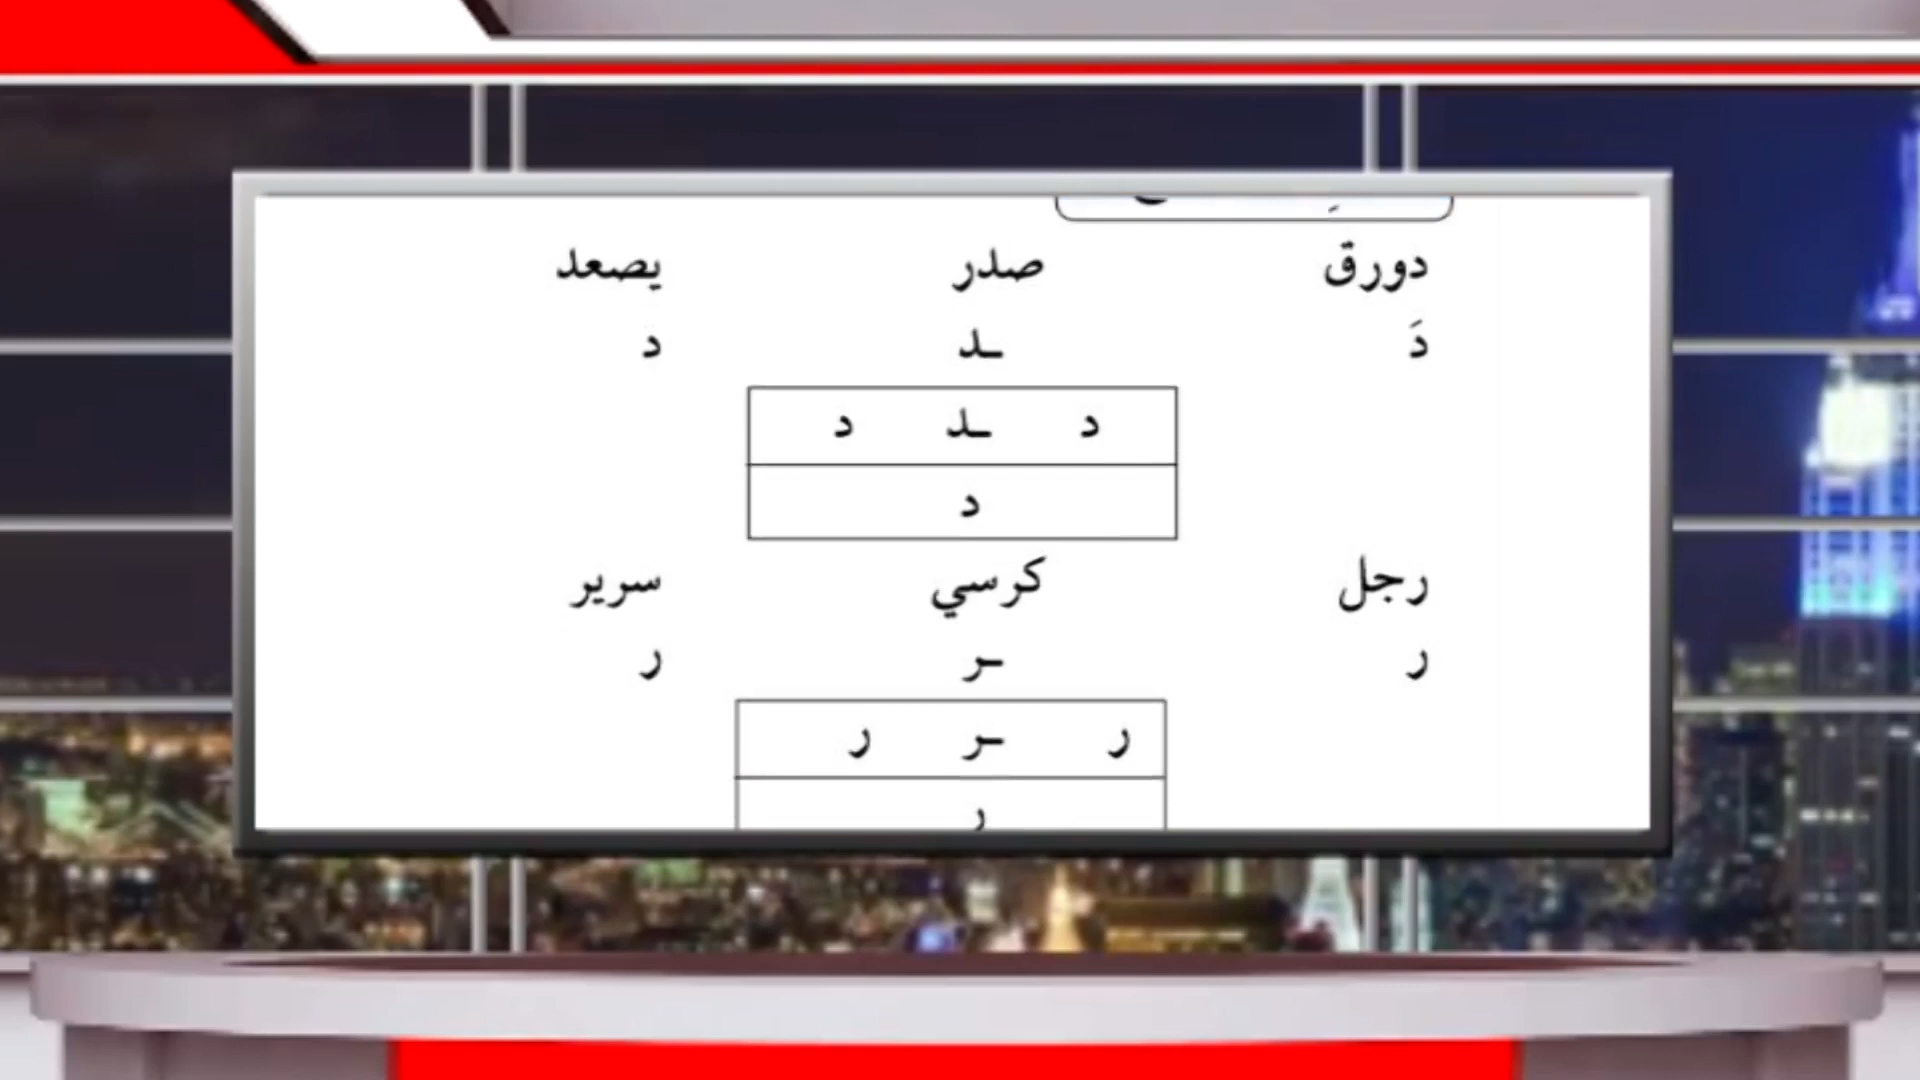 دورق صدر يصعد
دَ ـد د
د ـد د
د
رجل كرسي سرير
ر ـر ر
ر ـر ر
ر